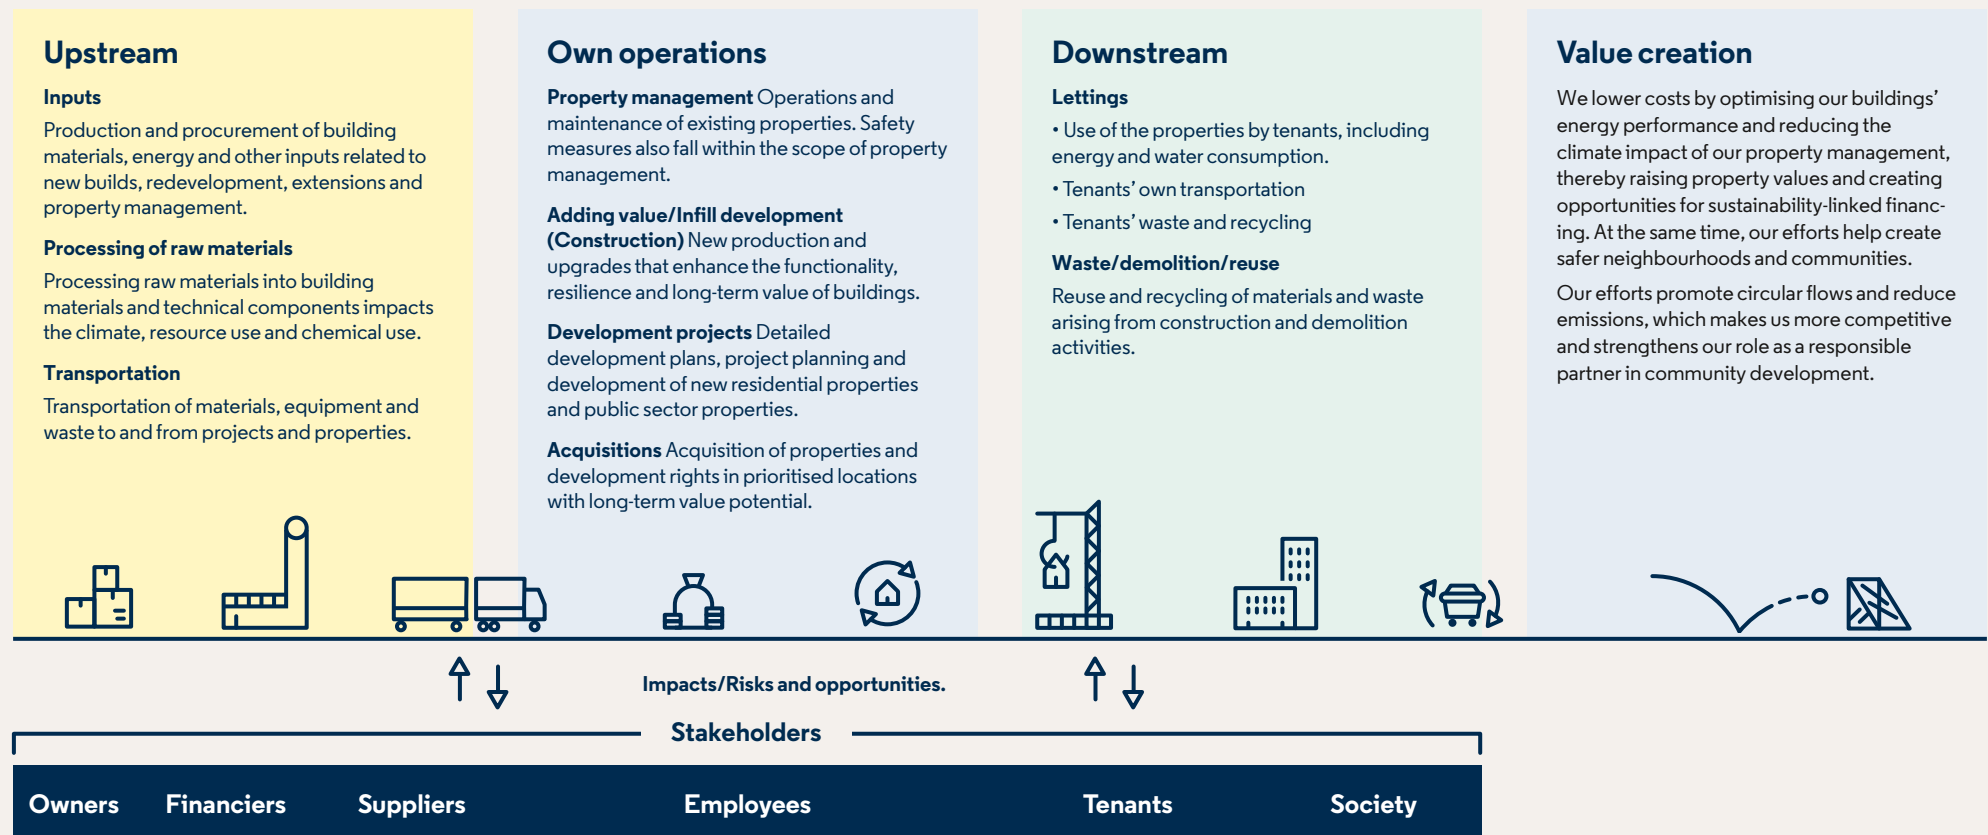 Upstream
Inputs
Production and procurement of building
materials, energy and other inputs related to
new builds, redevelopment, extensions and
property management.
Processing of raw materials
Processing raw materials into building
materials and technical components impacts
the climate, resource use and chemical use.
Transportation
Transportation of materials, equipment and
waste to and from projects and properties.
Own operations
Property management Operations and
maintenance of existing properties. Safety
measures also fall within the scope of property
management.
Adding value/Infill development
(Construction) New production and
upgrades that enhance the functionality,
resilience and long-term value of buildings.
Development projects Detailed
development plans, project planning and
development of new residential properties
and public sector properties.
Acquisitions Acquisition of properties and
development rights in prioritised locations
with long-term value potential.
Downstream
Lettings
• Use of the properties by tenants, including
energy and water consumption.
• Tenants' own transportation
• Tenants' waste and recycling
Waste/demolition/reuse
Reuse and recycling of materials and waste
arising from construction and demolition
activities.
Value creation
We lower costs by optimising our buildings'
energy performance and reducing the
climate impact of our property management,
thereby raising property values and creating
opportunities for sustainability-linked financ-
ing. At the same time, our efforts help create
safer neighbourhoods and communities.
Our efforts promote circular flows and reduce
emissions, which makes us more competitive
and strengthens our role as a responsible
partner in community development.
Impacts/Risks and opportunities.
Stakeholders
Owners Financiers Suppliers Employees Tenants Society